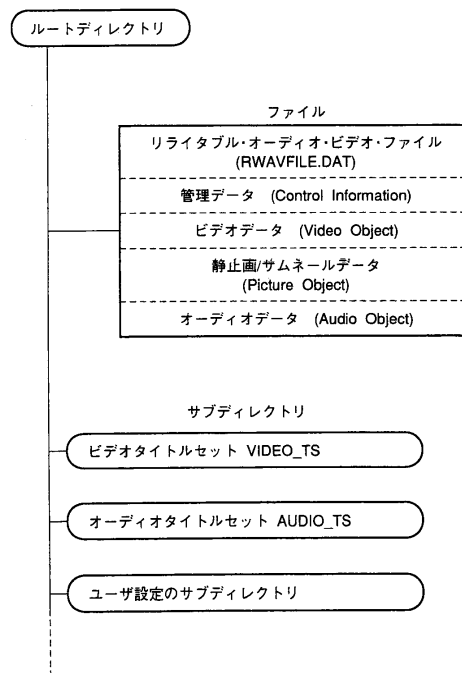 ルートディレクトリ
ファイル
リライタブル・オーディオ・ビデオ・ファイル
(RWAVFILE.DAT)
管理データ (Control Information)
ビデオデータ (Video Object)
静止画/サムネールデータ
(Picture Object)
オーディオデータ (Audio Object)
サブディレクトリ
ビデオタイトルセット VIDEO_TS
オーディオタイトルセット AUDIO_TS
ユーザ設定のサブディレクトリ